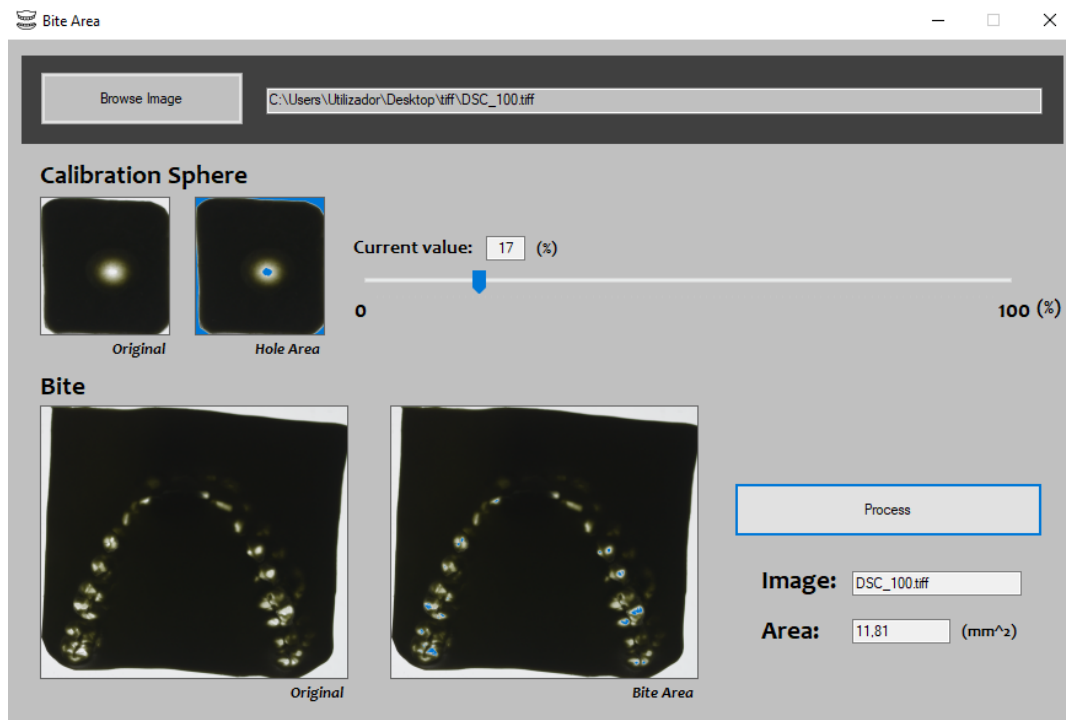 Bite Area
Browse Image
C:\Users\Utilizador\Desktop\tiff\DSC_100.tiff
Calibration Sphere
Current value: 17 (%)
0
100 (%)
Original
Hole Area
Bite
Process
Image: DSC_100.tiff
Area: 11,81 (mm^2)
Original
Bite Area